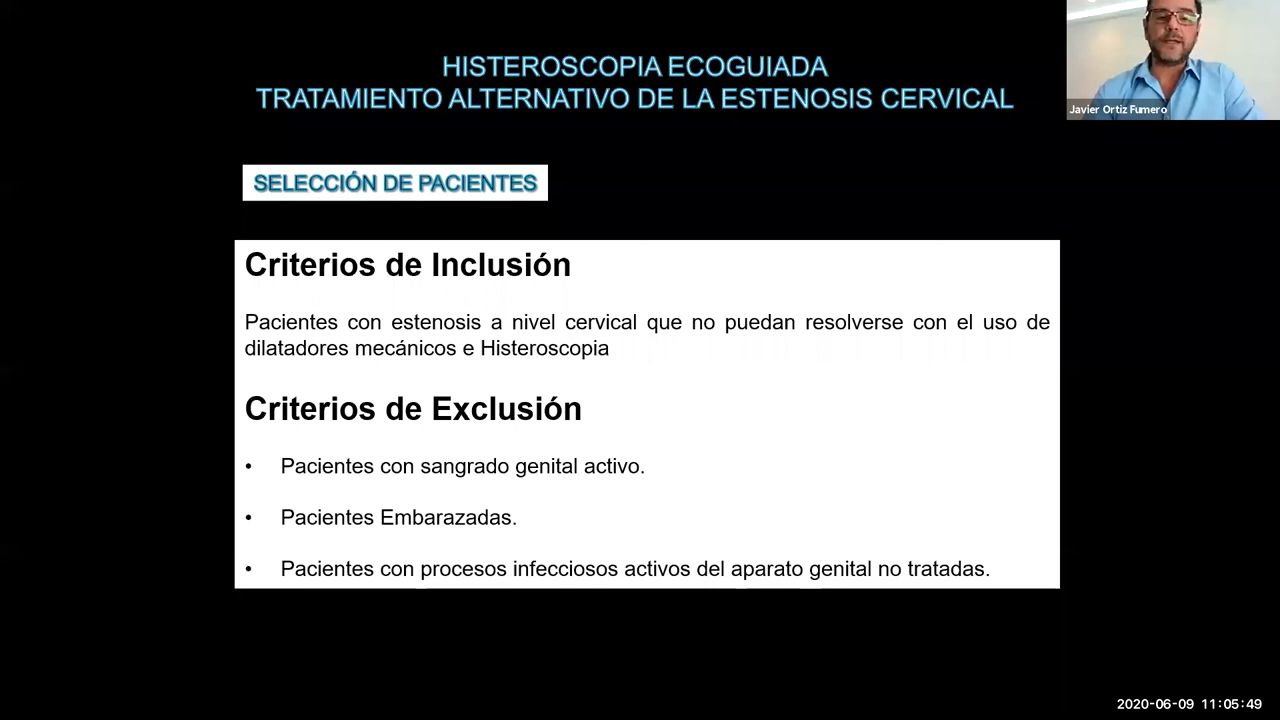 HISTEROSCOPIA ECOGUIADA
TRATAMIENTO ALTERNATIVO DE LA ESTENOSIS CERVICAL
Javier Ortiz Fumero
SELECCIÓN DE PACIENTES
Criterios de Inclusión
Pacientes con estenosis a nivel cervical que no puedan resolverse con el uso de
dilatadores mecánicos e Histeroscopia
Criterios de Exclusión
• Pacientes con sangrado genital activo.
• Pacientes Embarazadas.
• Pacientes con procesos infecciosos activos del aparato genital no tratadas.
2020-06-09 11:05:49